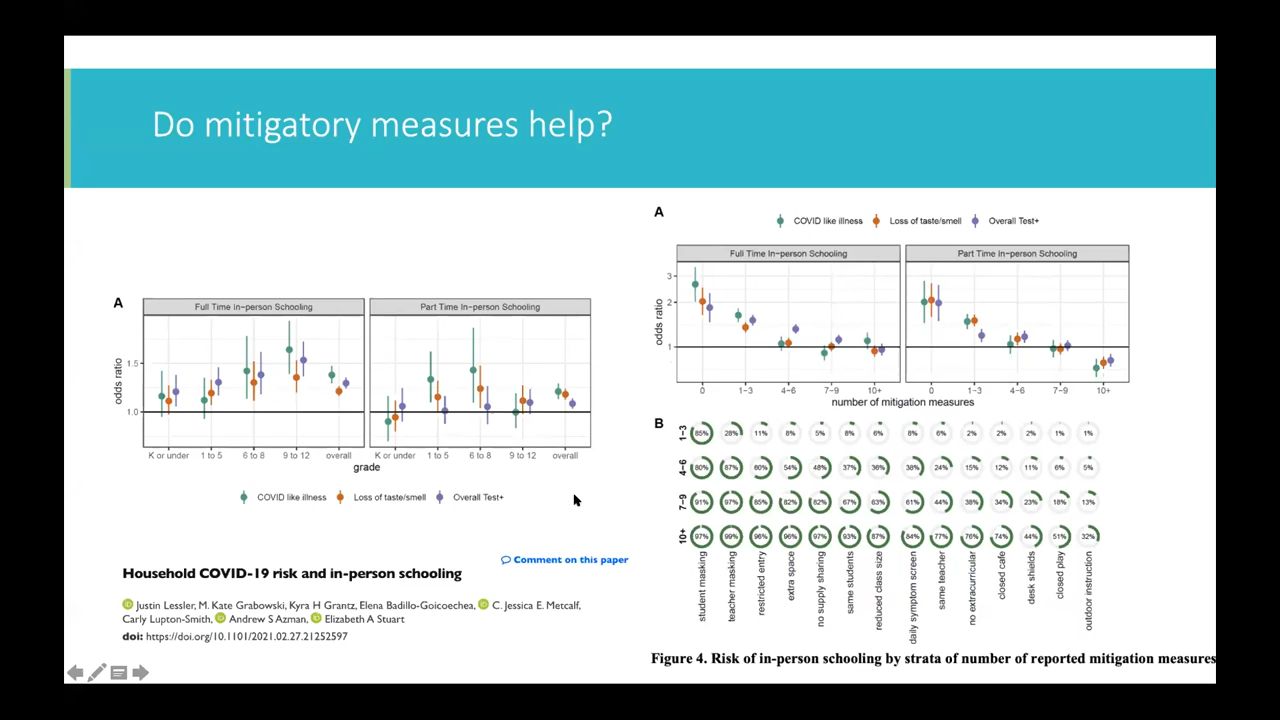 Do mitigatory measures help?
A
Full Time in-person Schooling
Part Time In-person Schooling
odds ratio
1.5
1.0
K or under 1 to 5 6 to 8 9 to 12 overall
K or under 1 to 5 6 to 8 9 to 12 overall
grade
COVID like illness Loss of taste/smell Overall Test+
Comment on this paper
Household COVID-19 risk and in-person schooling
Justin Lessler, M. Kate Grabowski, Kyra H Grantz, Elena Badillo-Goicoechea, C. Jessica E. Metcalf,
Carly Lupton-Smith, Andrew S Azman, Elizabeth A Stuart
doi: https://doi.org/10.1101/2021.02.27.21252597
A
COVID like illness Loss of taste/smell Overall Test+
Full Time In-person Schooling
Part Time In-person Schooling
odds ratio
3
2
1
0 1−3 4−6 7−9 10+
0 1−3 4−6 7−9 10+
number of mitigation measures
B
1−3 85% 28% 11% 8% 5% 8% 6% 8% 6% 2% 2% 2% 1% 1%
4−6 80% 87% 60% 54% 48% 37% 36% 38% 24% 15% 12% 11% 6% 5%
7−9 91% 97% 85% 82% 82% 67% 63% 61% 44% 38% 34% 23% 18% 13%
10+ 97% 99% 96% 96% 97% 93% 87% 84% 77% 76% 74% 44% 51% 32%
student masking
teacher masking
restricted entry
extra space
no supply sharing
same students
reduced class size
daily symptom screen
same teacher
no extracurricular
closed cafe
desk shields
closed play
outdoor instruction
Figure 4. Risk of in-person schooling by strata of number of reported mitigation measures